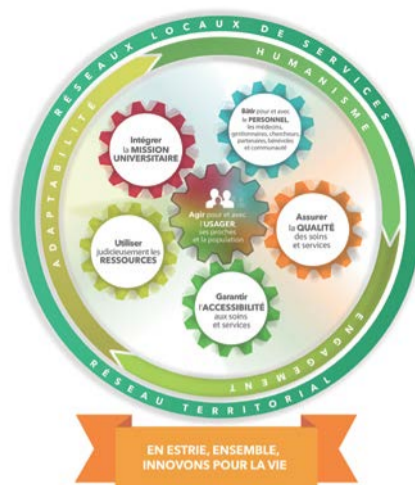 RÉSEAUX LOCAUX DE SERVICES
HUMANISME
ADAPTABILITÉ
ENGAGEMENT
RÉSEAU TERRITORIAL
Intégrer
la MISSION
UNIVERSITAIRE
Bâtir pour et avec
le PERSONNEL,
les médecins,
gestionnaires, chercheurs,
partenaires, bénévoles
et communauté
Agir pour et avec
l'USAGER,
ses proches
et la population
Assurer
la QUALITÉ
des soins
et services
Utiliser
judicieusement les
RESSOURCES
Garantir
l'ACCESSIBILITÉ
aux soins
et services
EN ESTRIE, ENSEMBLE,
INNOVONS POUR LA VIE